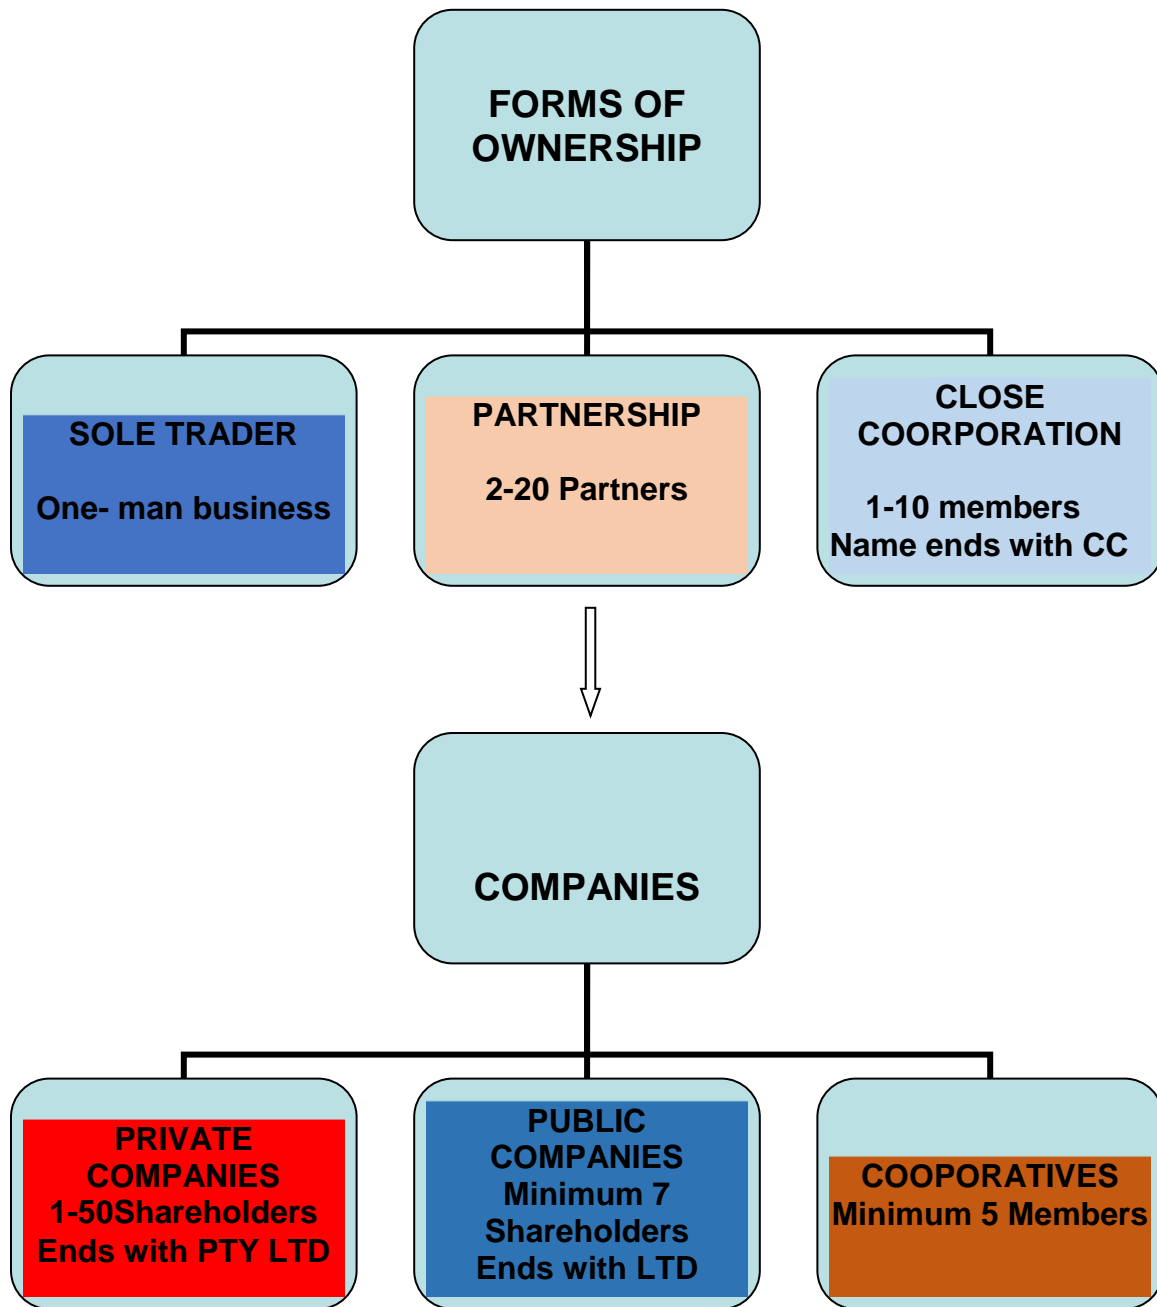 FORMS OF
OWNERSHIP
SOLE TRADER
One- man business
PARTNERSHIP
2-20 Partners
CLOSE
COORPORATION
1-10 members
Name ends with CC
COMPANIES
PRIVATE
COMPANIES
1-50Shareholders
Ends with PTY LTD
PUBLIC
COMPANIES
Minimum 7
Shareholders
Ends with LTD
COOPORATIVES
Minimum 5 Members